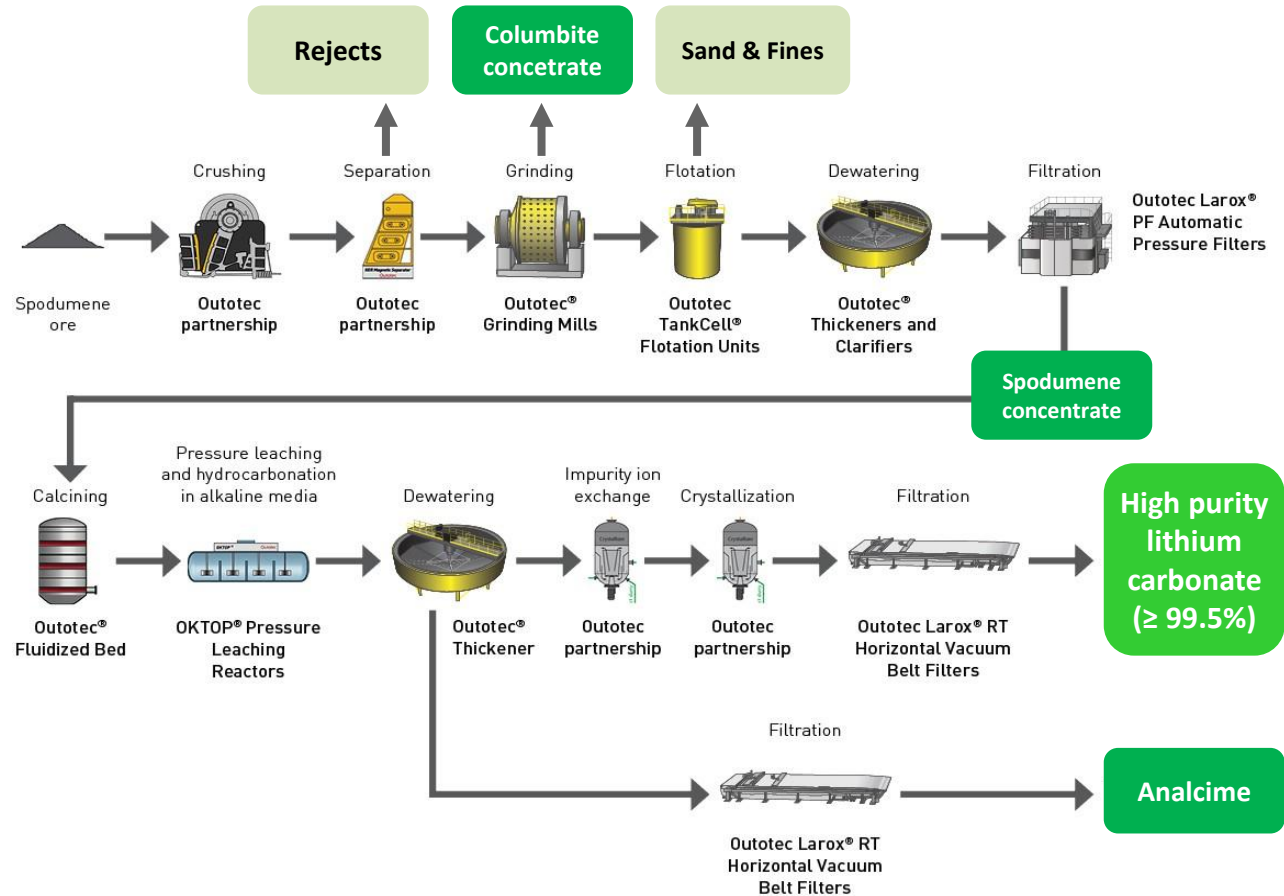 Rejects
Columbite
concetrate
Sand & Fines
Crushing
Separation
Grinding
Flotation
Dewatering
Filtration
Outotec Larox®
PF Automatic
Pressure Filters
Spodumene
ore
Outotec
partnership
Outotec
partnership
Outotec®
Grinding Mills
Outotec
TankCell®
Flotation Units
Outotec®
Thickeners and
Clarifiers
Spodumene
concentrate
Calcining
Pressure leaching
and hydrocarbonation
in alkaline media
Dewatering
Impurity ion
exchange
Crystallization
Filtration
High purity
lithium
carbonate
(≥ 99.5%)
Outotec®
Fluidized Bed
OKTOP® Pressure
Leaching
Reactors
Outotec®
Thickener
Outotec
partnership
Outotec
partnership
Outotec Larox® RT
Horizontal Vacuum
Belt Filters
Filtration
Analcime
Outotec Larox® RT
Horizontal Vacuum
Belt Filters